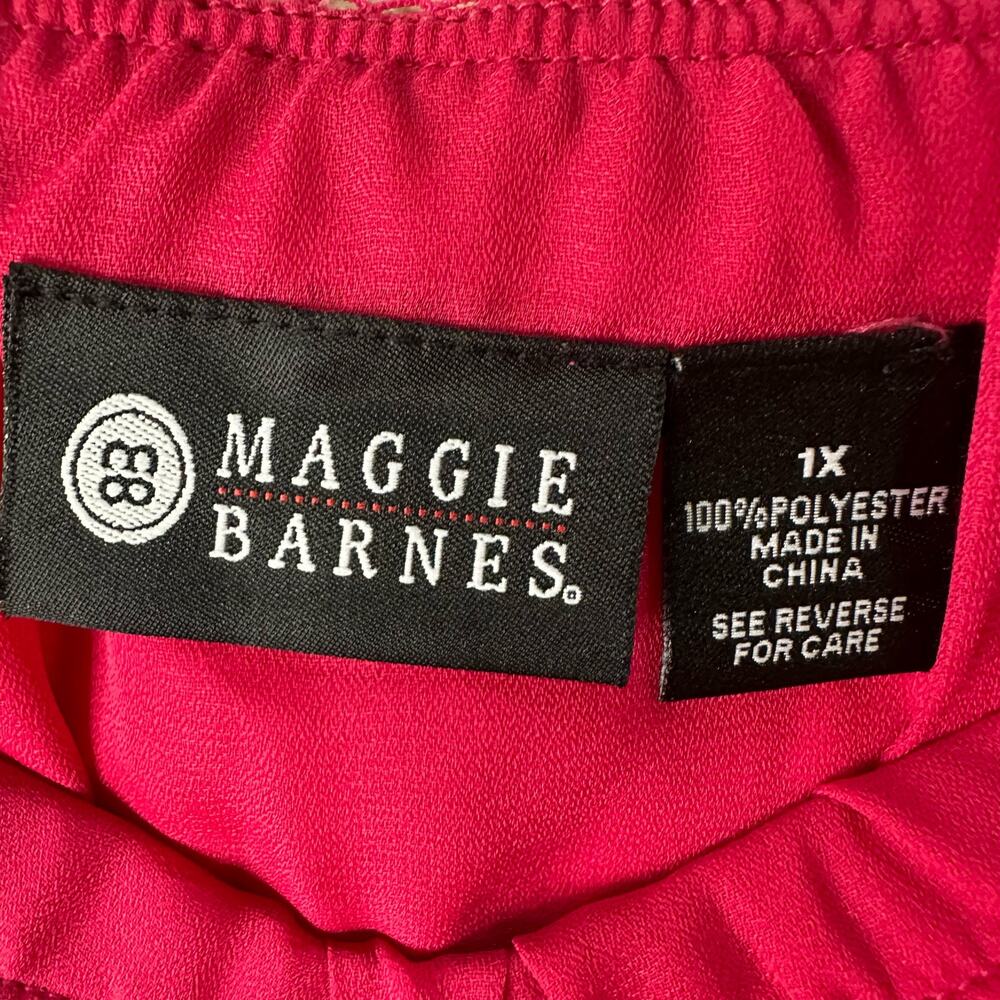 MAGGIE
BARNES®
1X
100%POLYESTER
MADE IN
CHINA
SEE REVERSE
FOR CARE